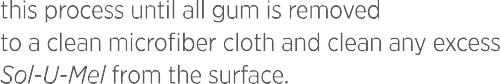 this process until all gum is removed
to a clean microfiber cloth and clean any excess
Sol-U-Mel from the surface.